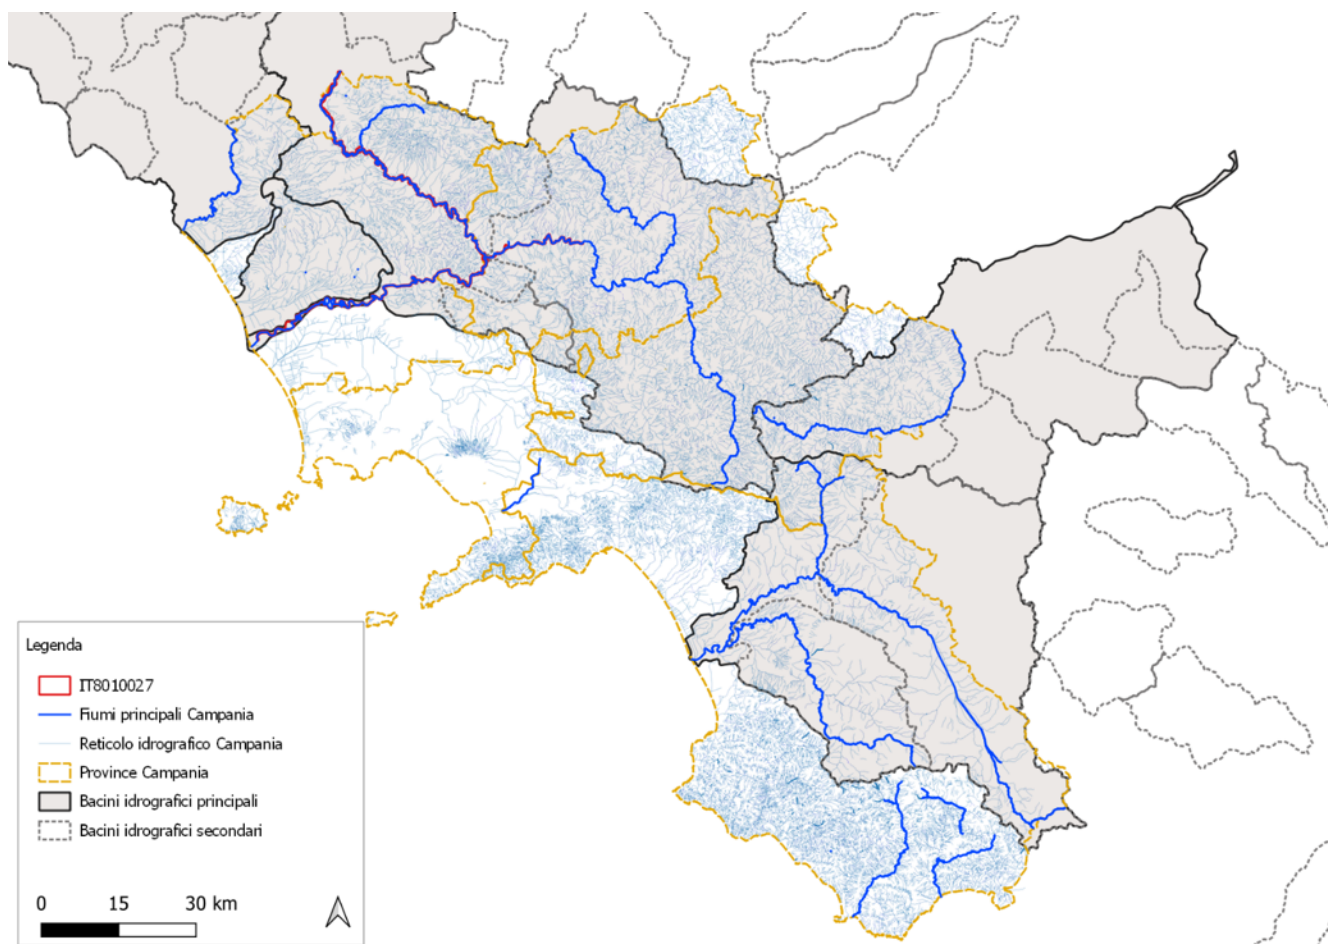 Legenda
IT8010027
Fiumi principali Campania
Reticolo idrografico Campania
Province Campania
Bacini idrografici principali
Bacini idrografici secondari
0 15 30 km